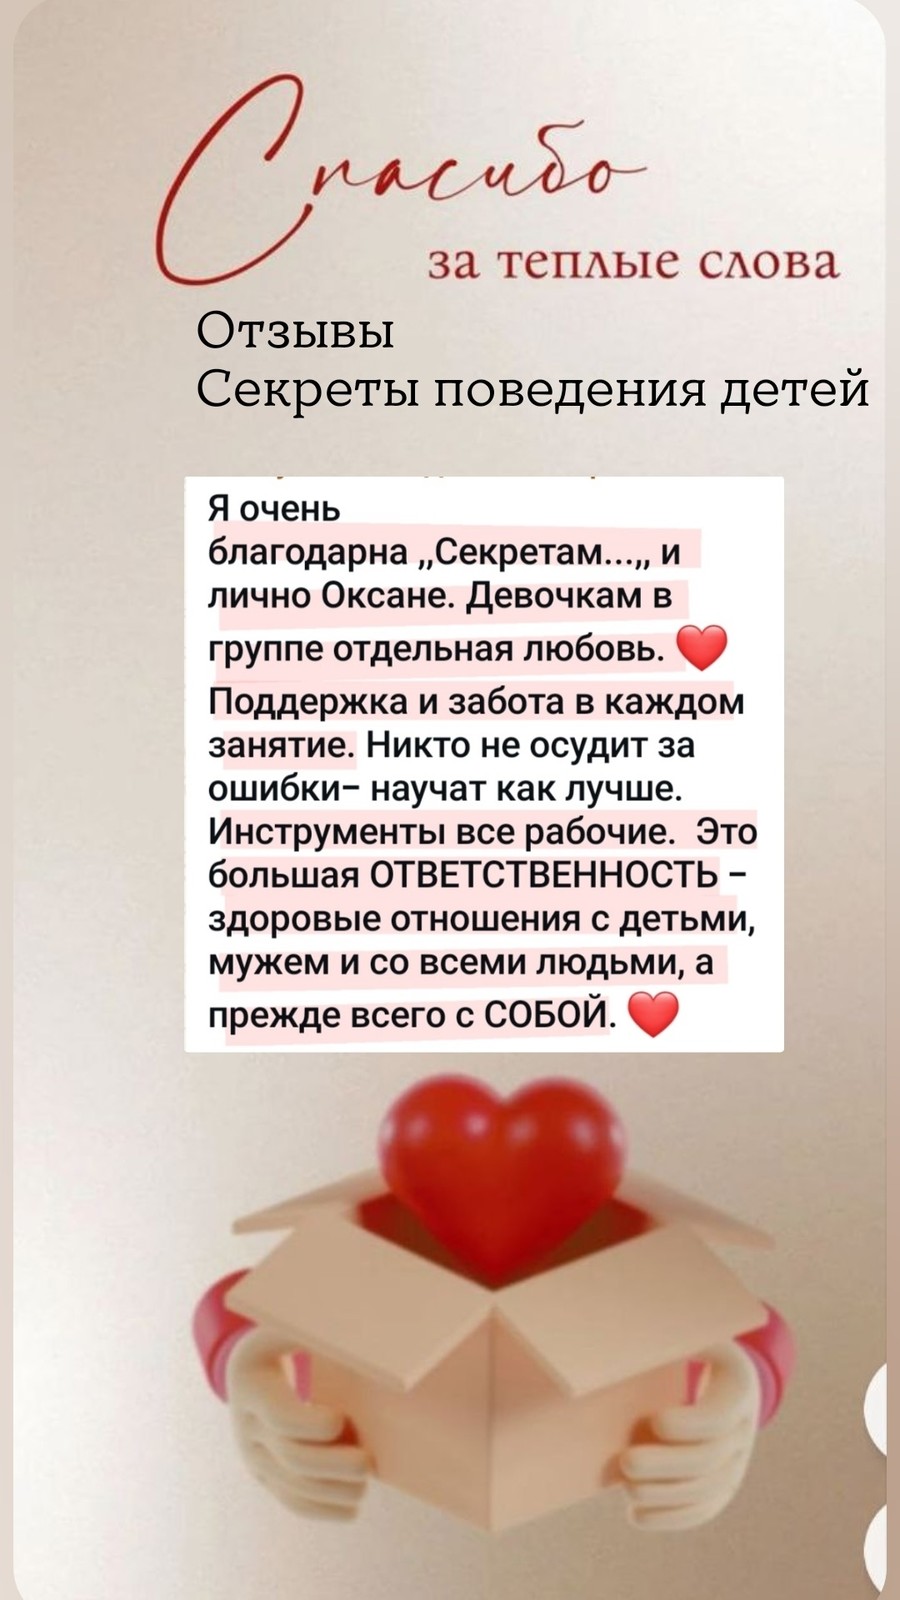 Спасибо
за теплые слова
Отзывы
Секреты поведения детей
Я очень
благодарна ,,Секретам...,, и
лично Оксане. Девочкам в
группе отдельная любовь. ❤️
Поддержка и забота в каждом
занятие. Никто не осудит за
ошибки– научат как лучше.
Инструменты все рабочие.  Это
большая ОТВЕТСТВЕННОСТЬ –
здоровые отношения с детьми,
мужем и со всеми людьми, а
прежде всего с СОБОЙ. ❤️